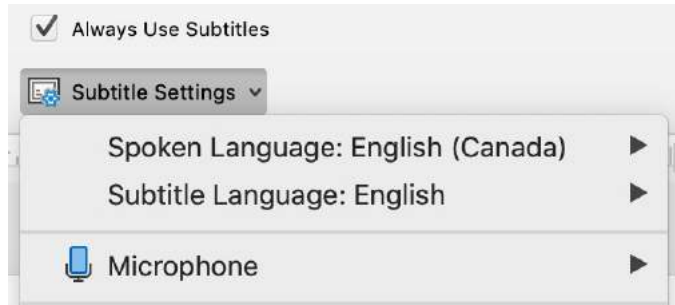 Always Use Subtitles
Subtitle Settings
Spoken Language: English (Canada)
Subtitle Language: English
Microphone